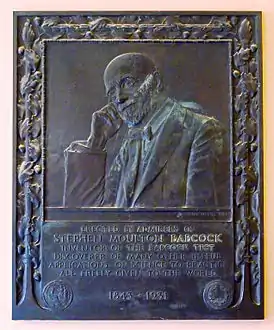 ERECTED BY ADMIRERS OF
STEPHEN MOULTON BABCOCK
INVENTOR OF THE BABCOCK TEST
DISCOVERER OF MANY OTHER USEFUL
APPLICATIONS OF SCIENCE TO
ALL FREELY GIVEN TO THE WORLD
1843-1931